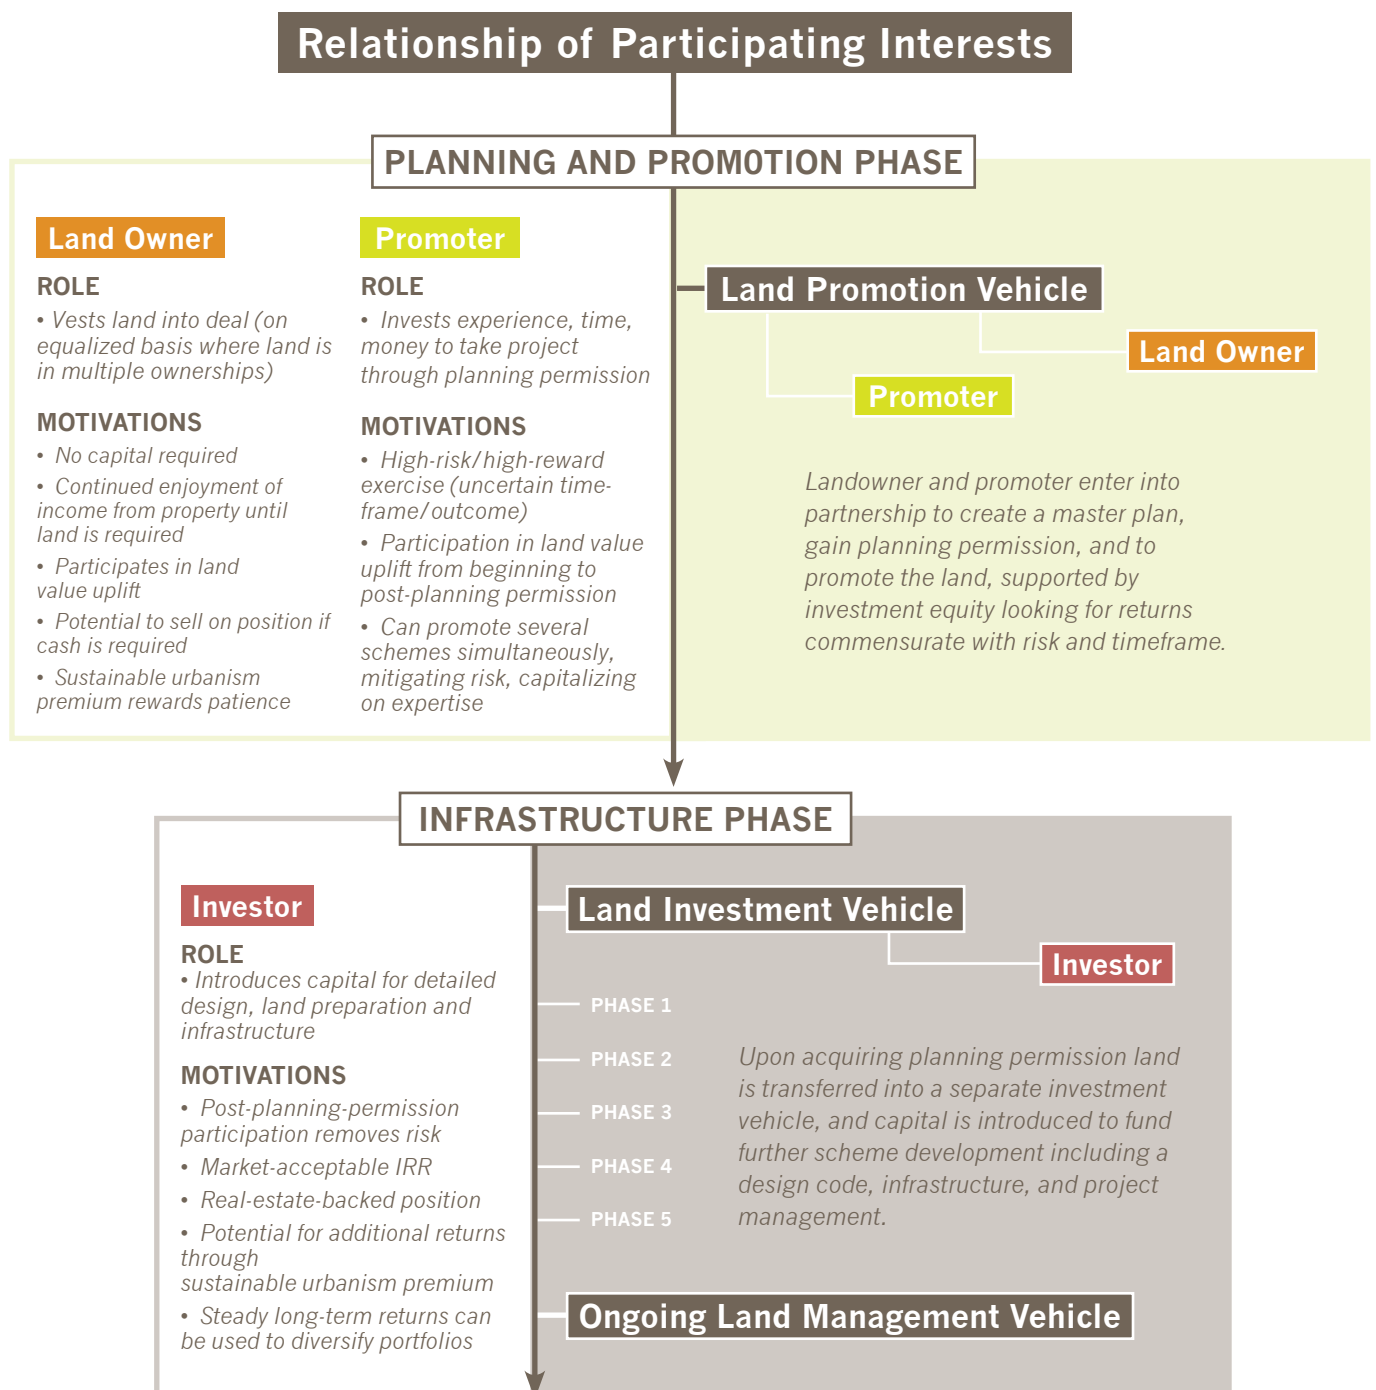 Relationship of Participating Interests
PLANNING AND PROMOTION PHASE
Land Owner
ROLE
• Vests land into deal (on
equalized basis where land is
in multiple ownerships)
MOTIVATIONS
• No capital required
• Continued enjoyment of
income from property until
land is required
• Participates in land
value uplift
• Potential to sell on position if
cash is required
• Sustainable urbanism
premium rewards patience
Promoter
ROLE
• Invests experience, time,
money to take project
through planning permission
MOTIVATIONS
• High-risk/high-reward
exercise (uncertain time-
frame/outcome)
• Participation in land value
uplift from beginning to
post-planning permission
• Can promote several
schemes simultaneously,
mitigating risk, capitalizing
on expertise
Land Promotion Vehicle
Land Owner
Promoter
Landowner and promoter enter into
partnership to create a master plan,
gain planning permission, and to
promote the land, supported by
investment equity looking for returns
commensurate with risk and timeframe.
INFRASTRUCTURE PHASE
Investor
ROLE
• Introduces capital for detailed
design, land preparation and
infrastructure
MOTIVATIONS
• Post-planning-permission
participation removes risk
• Market-acceptable IRR
• Real-estate-backed position
• Potential for additional returns
through
sustainable urbanism premium
• Steady long-term returns can
be used to diversify portfolios
Land Investment Vehicle
Investor
PHASE 1
PHASE 2
PHASE 3
PHASE 4
PHASE 5
Upon acquiring planning permission land
is transferred into a separate investment
vehicle, and capital is introduced to fund
further scheme development including a
design code, infrastructure, and project
management.
Ongoing Land Management Vehicle